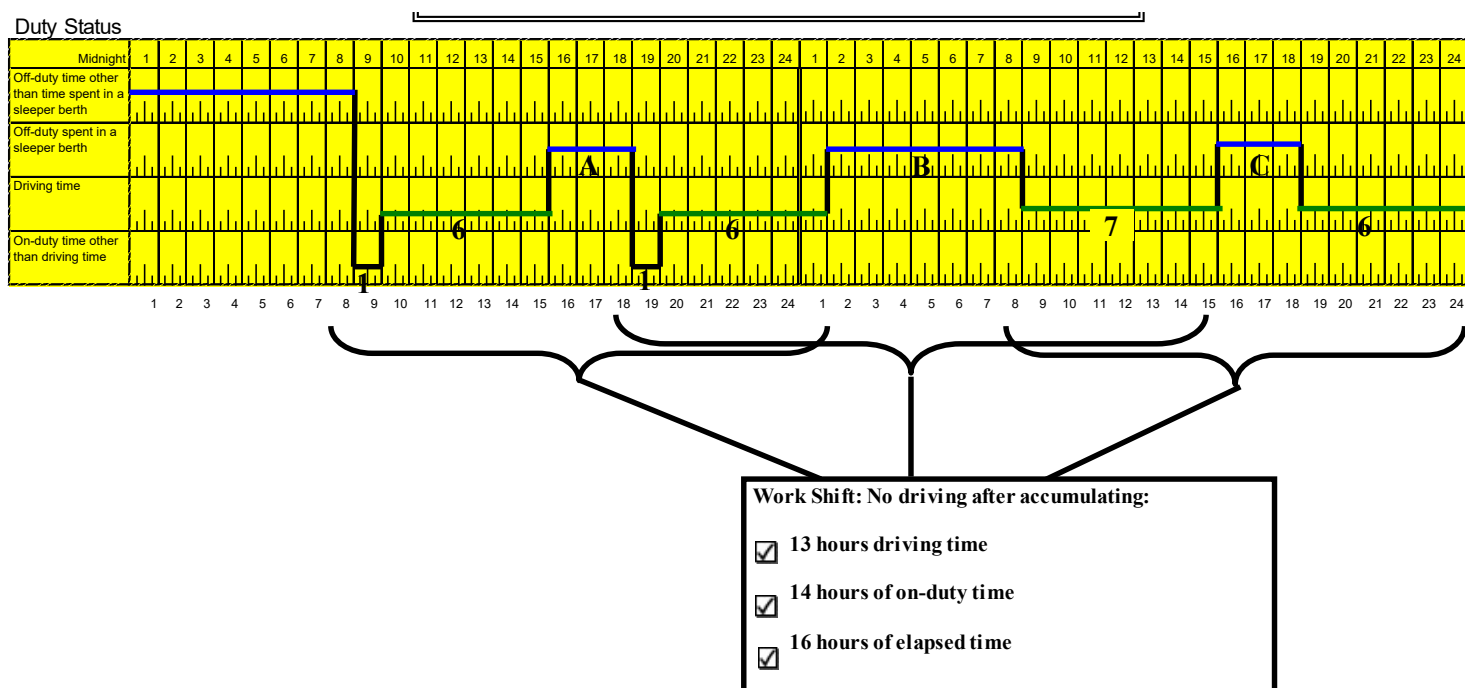 Duty Status
Midnight 1 2 3 4 5 6 7 8 9 10 11 12 13 14 15 16 17 18 19 20 21 22 23 24 1 2 3 4 5 6 7 8 9 10 11 12 13 14 15 16 17 18 19 20 21 22 23 24
Off-duty time other
than time spent in a
sleeper berth
Off-duty spent in a
sleeper berth
A B C
Driving time
6 6 7 6
On-duty time other
than driving time
1 1
1 2 3 4 5 6 7 8 9 10 11 12 13 14 15 16 17 18 19 20 21 22 23 24 1 2 3 4 5 6 7 8 9 10 11 12 13 14 15 16 17 18 19 20 21 22 23 24
Work Shift: No driving after accumulating:
13 hours driving time
14 hours of on-duty time
16 hours of elapsed time